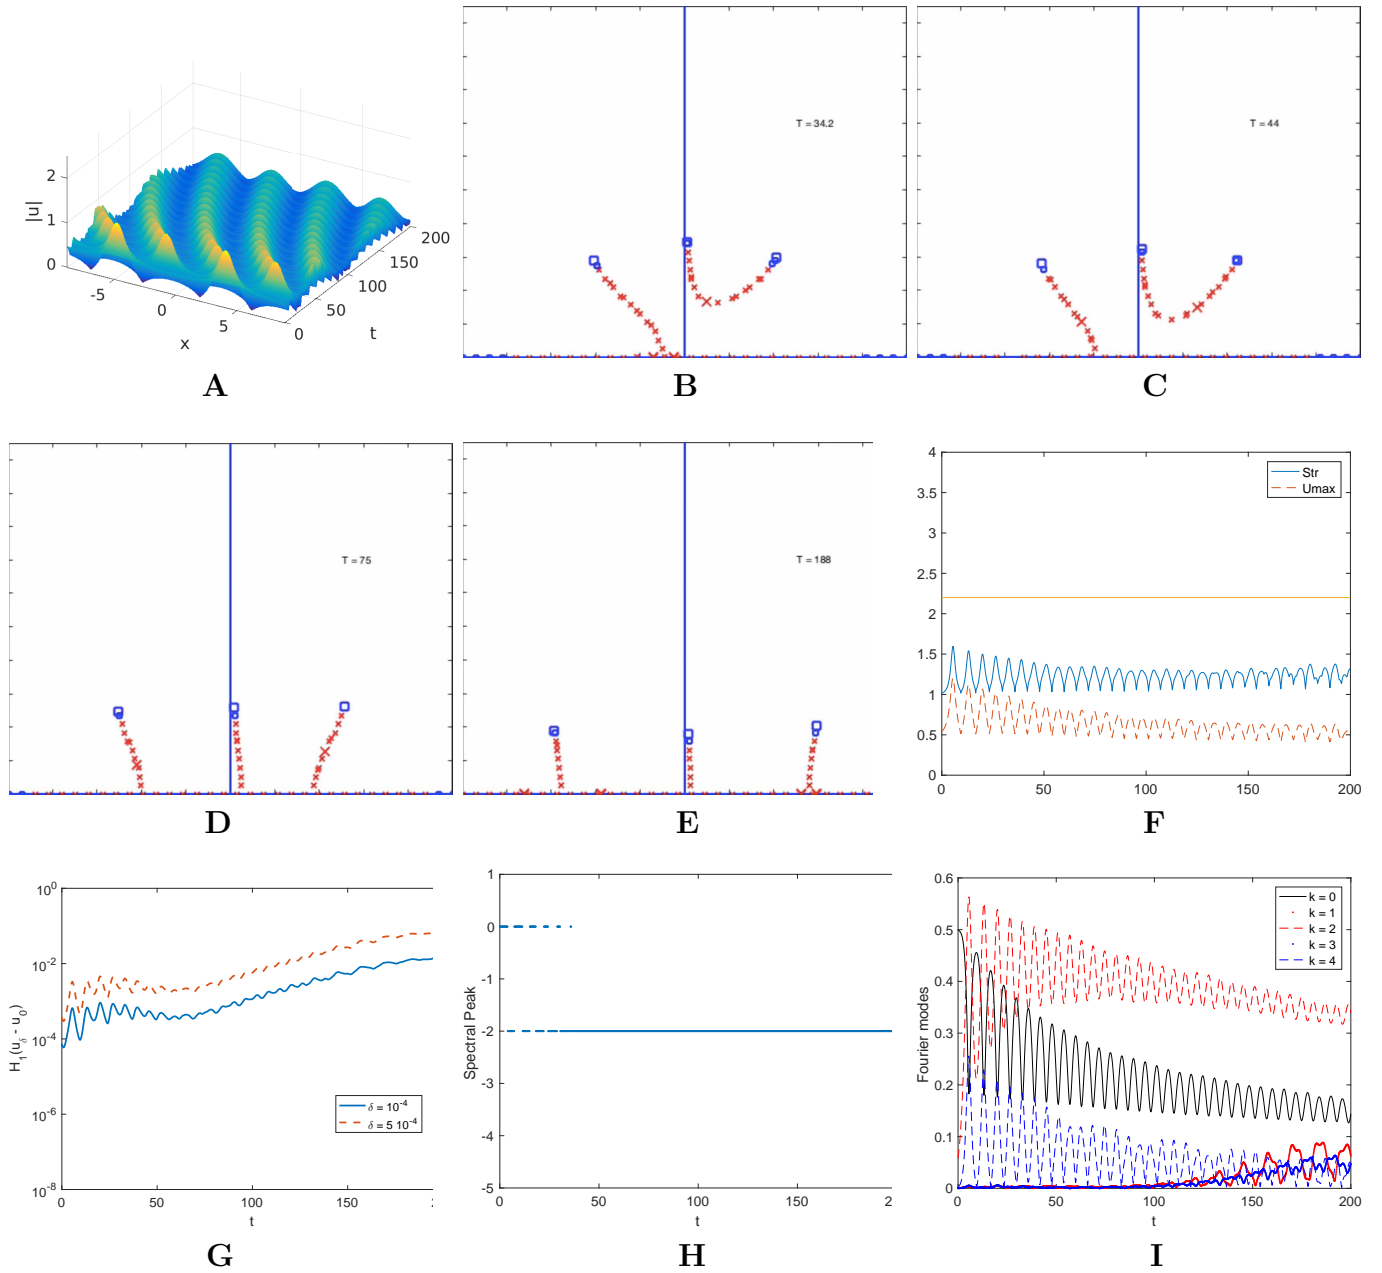 2
1
0
|u|
-5
0
5
x
0
50
100
150
200
t
A
T = 34.2
B
T = 44
C
T = 75
D
T = 188
E
4
3.5
3
2.5
2
1.5
1
0.5
0
0
50
100
150
200
Str
Umax
F
10^0
10^-2
10^-4
10^-6
10^-8
H_1(u_δ - u_0)
δ = 10^-4
δ = 5 10^-4
0
50
100
150
t
G
1
0
-1
-2
-3
-4
-5
Spectral Peak
50
100
150
2
t
H
0.6
0.5
0.4
0.3
0.2
0.1
0
Fourier modes
k = 0
k = 1
k = 2
k = 3
k = 4
0
50
100
150
200
t
I